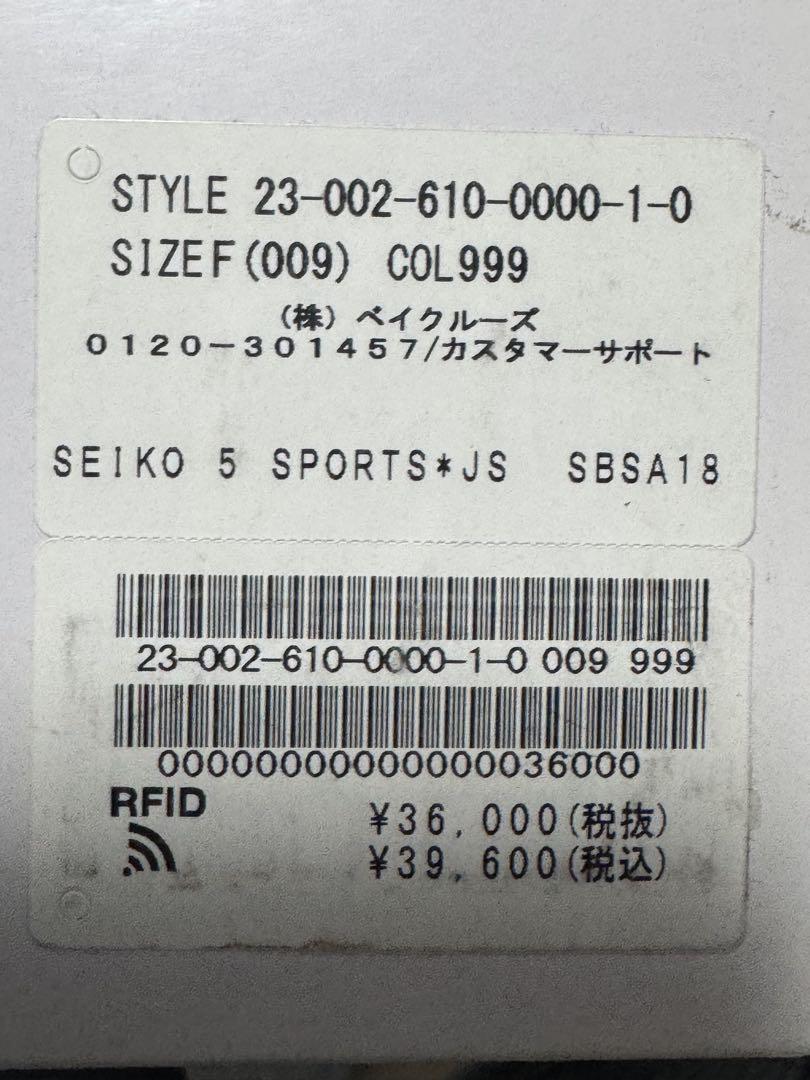 STYLE 23-002-610-0000-1-0
SIZE F(009) COL999
(株)ベイクルーズ
0120-301457/カスタマーサポート
SEIKO 5 SPORTS*JS SBSA18
23-002-610-0000-1-0 009 999
00000000000000036000
RFID
¥36,000(税抜)
¥39,600(税込)